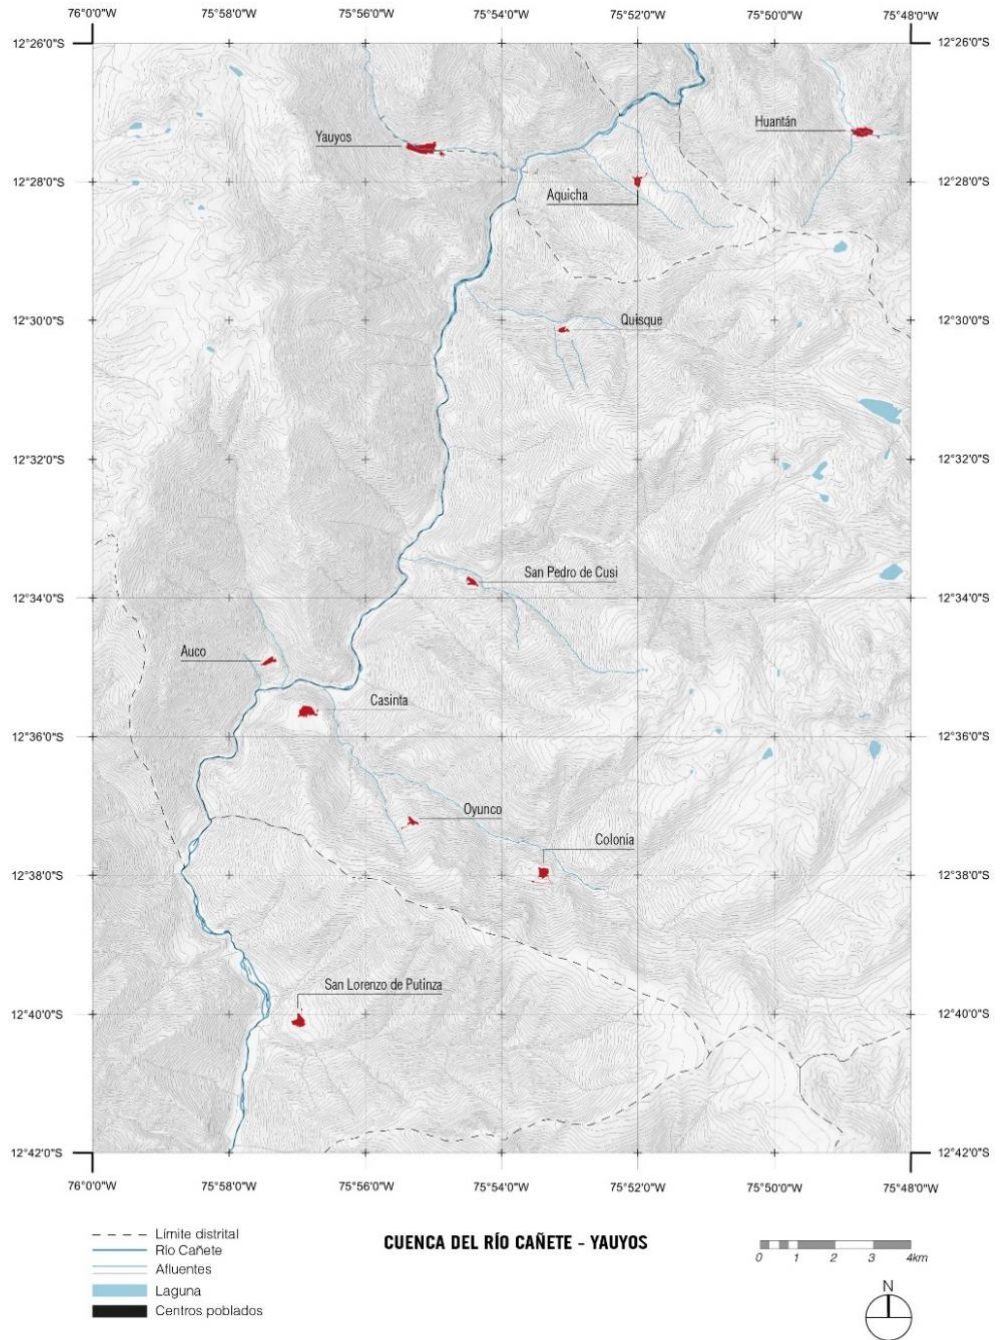 76°0'0"W 75°58'0"W 75°56'0"W 75°54'0"W 75°52'0"W 75°50'0"W 75°48'0"W
12°26'0"S 12°26'0"S
Huantán
Yauyos
12°28'0"S 12°28'0"S
Aquicha
12°30'0"S Quisque 12°30'0"S
12°32'0"S 12°32'0"S
San Pedro de Cusi
12°34'0"S 12°34'0"S
Auco
Casinta
12°36'0"S 12°36'0"S
Oyunco
Colonia
12°38'0"S 12°38'0"S
San Lorenzo de Putinza
12°40'0"S 12°40'0"S
12°42'0"S 12°42'0"S
76°0'0"W 75°58'0"W 75°56'0"W 75°54'0"W 75°52'0"W 75°50'0"W 75°48'0"W
Límite distrital
Río Cañete
Afluentes
Laguna
Centros poblados
CUENCA DEL RÍO CAÑETE - YAUYOS
0 1 2 3 4km
N